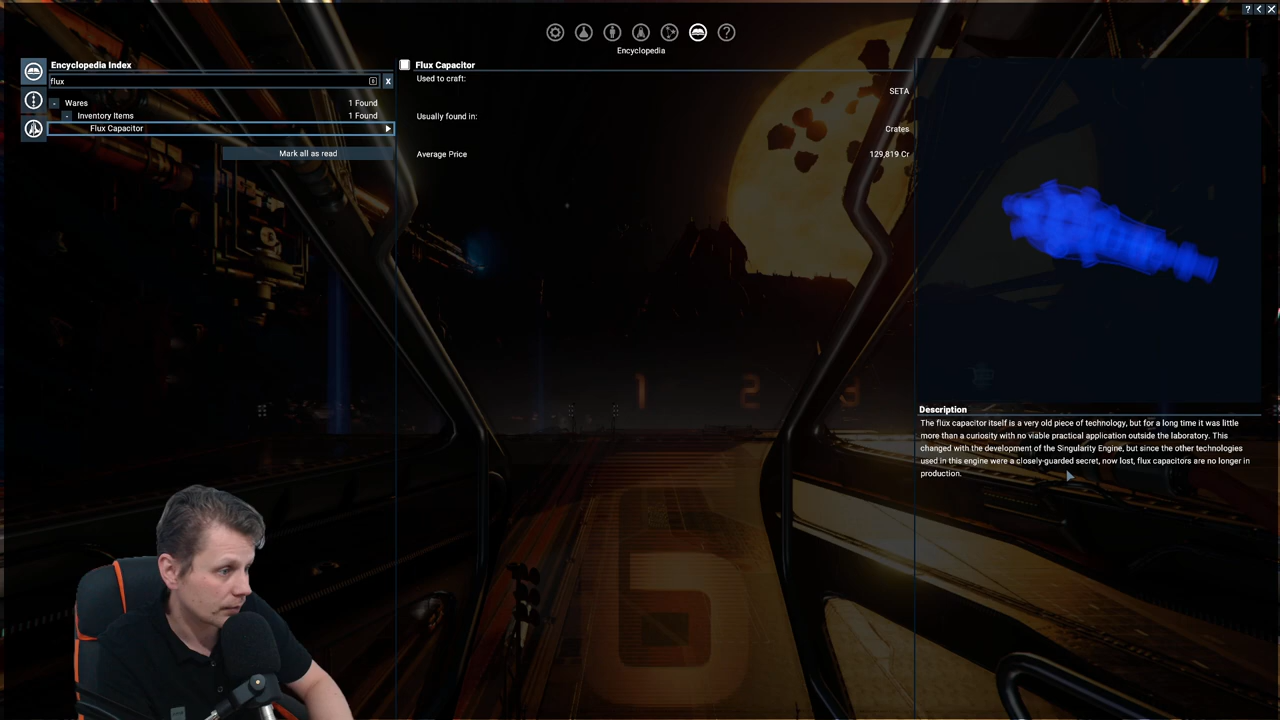 Encyclopedia
Encyclopedia Index
flux
x
- Wares 1 Found
- Inventory Items 1 Found
Flux Capacitor
Mark all as read
Flux Capacitor
Used to craft:
SETA
Usually found in:
Crates
Average Price 129,819 Cr
Description
The flux capacitor itself is a very old piece of technology, but for a long time it was little
more than a curiosity with no viable practical application outside the laboratory. This
changed with the development of the Singularity Engine, but since the other technologies
used in this engine were a closely-guarded secret, now lost, flux capacitors are no longer in
production.
1 2 3
6